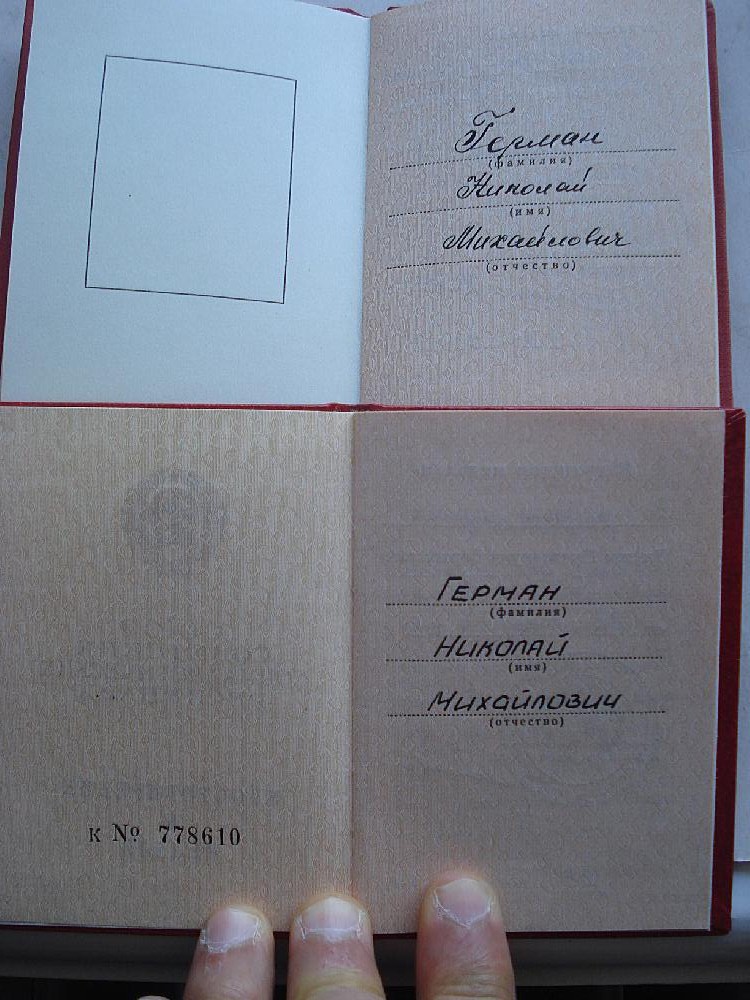 Герман
(фамилия)
Николай
(имя)
Михайлович
(отчество)
ГЕРМАН
(фамилия)
НИКОЛАЙ
(имя)
МИХАЙЛОВИЧ
(отчество)
К № 778610